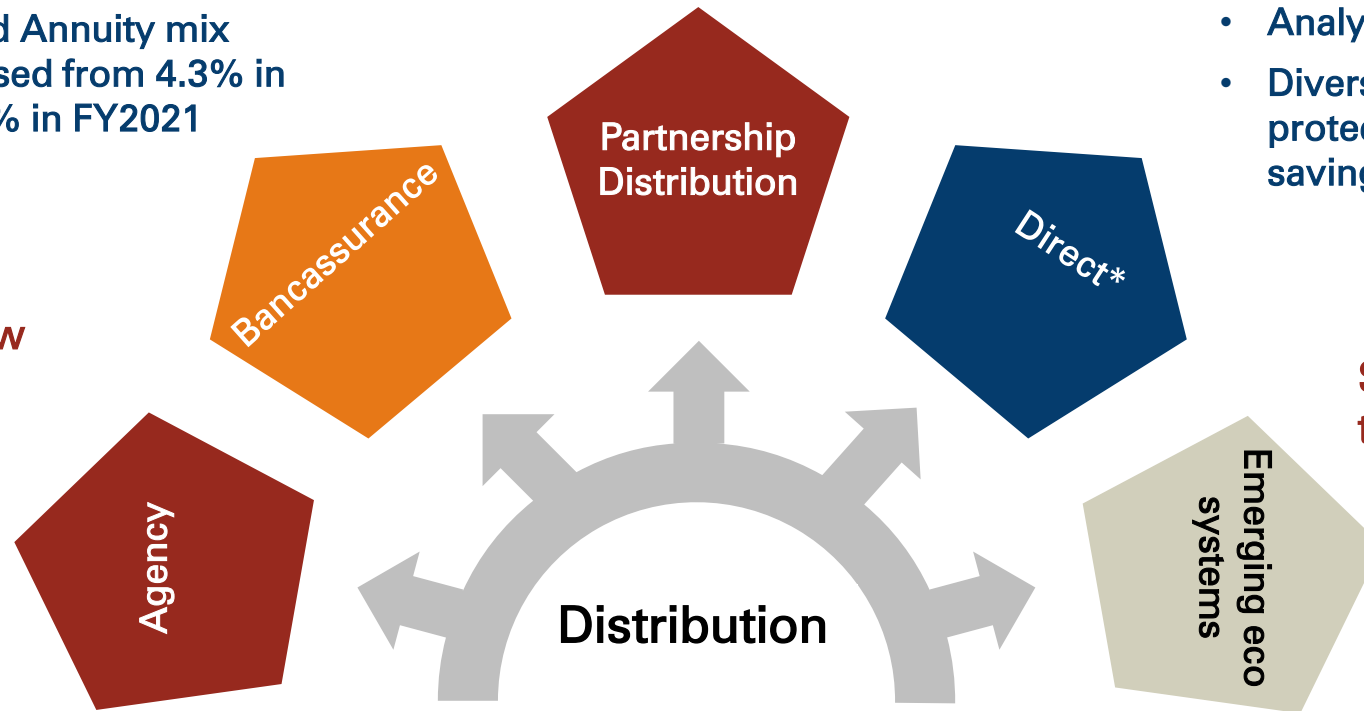 d Annuity mix
sed from 4.3% in
% in FY2021
• Analy
• Divers
protec
saving
Partnership
Distribution
Bancassurance
Direct*
w
Agency
Emerging eco
systems
Distribution